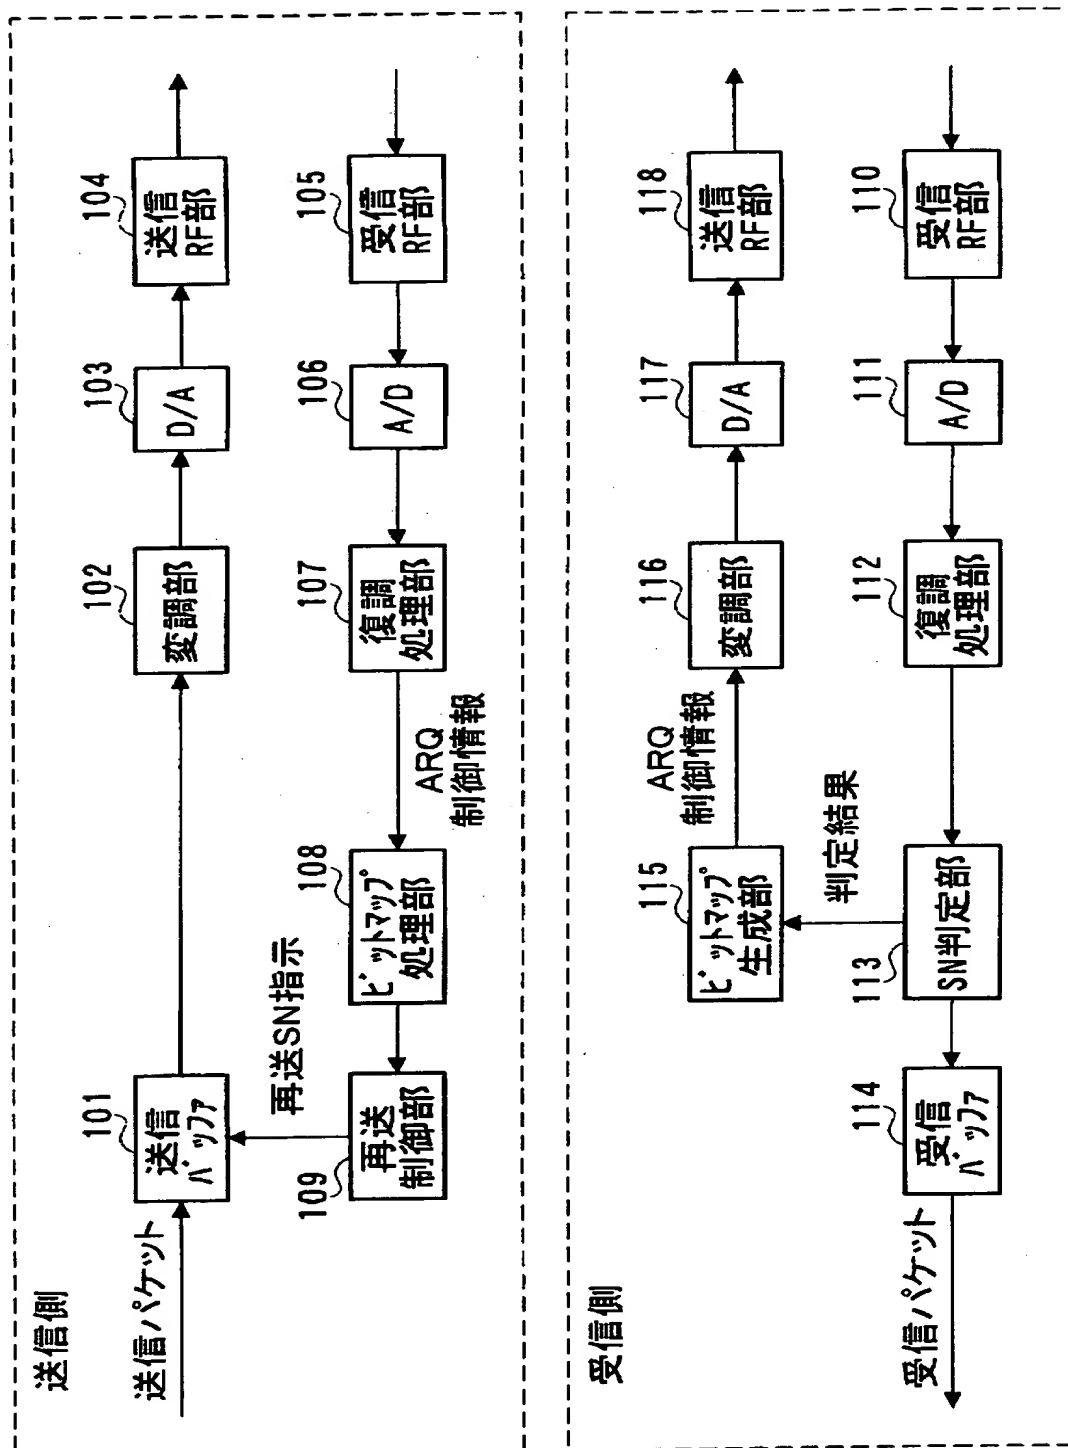 送信側
送信パケット
101
送信
バッファ
102
変調部
103
D/A
104
送信
RF部
再送SN指示
109
再送
制御部
108
ビットマップ
処理部
ARQ
制御情報
107
復調
処理部
106
A/D
105
受信
RF部
受信側
115
ビットマップ
生成部
ARQ
制御情報
116
変調部
117
D/A
118
送信
RF部
判定結果
受信パケット
114
受信
バッファ
113
SN判定部
112
復調
処理部
111
A/D
110
受信
RF部